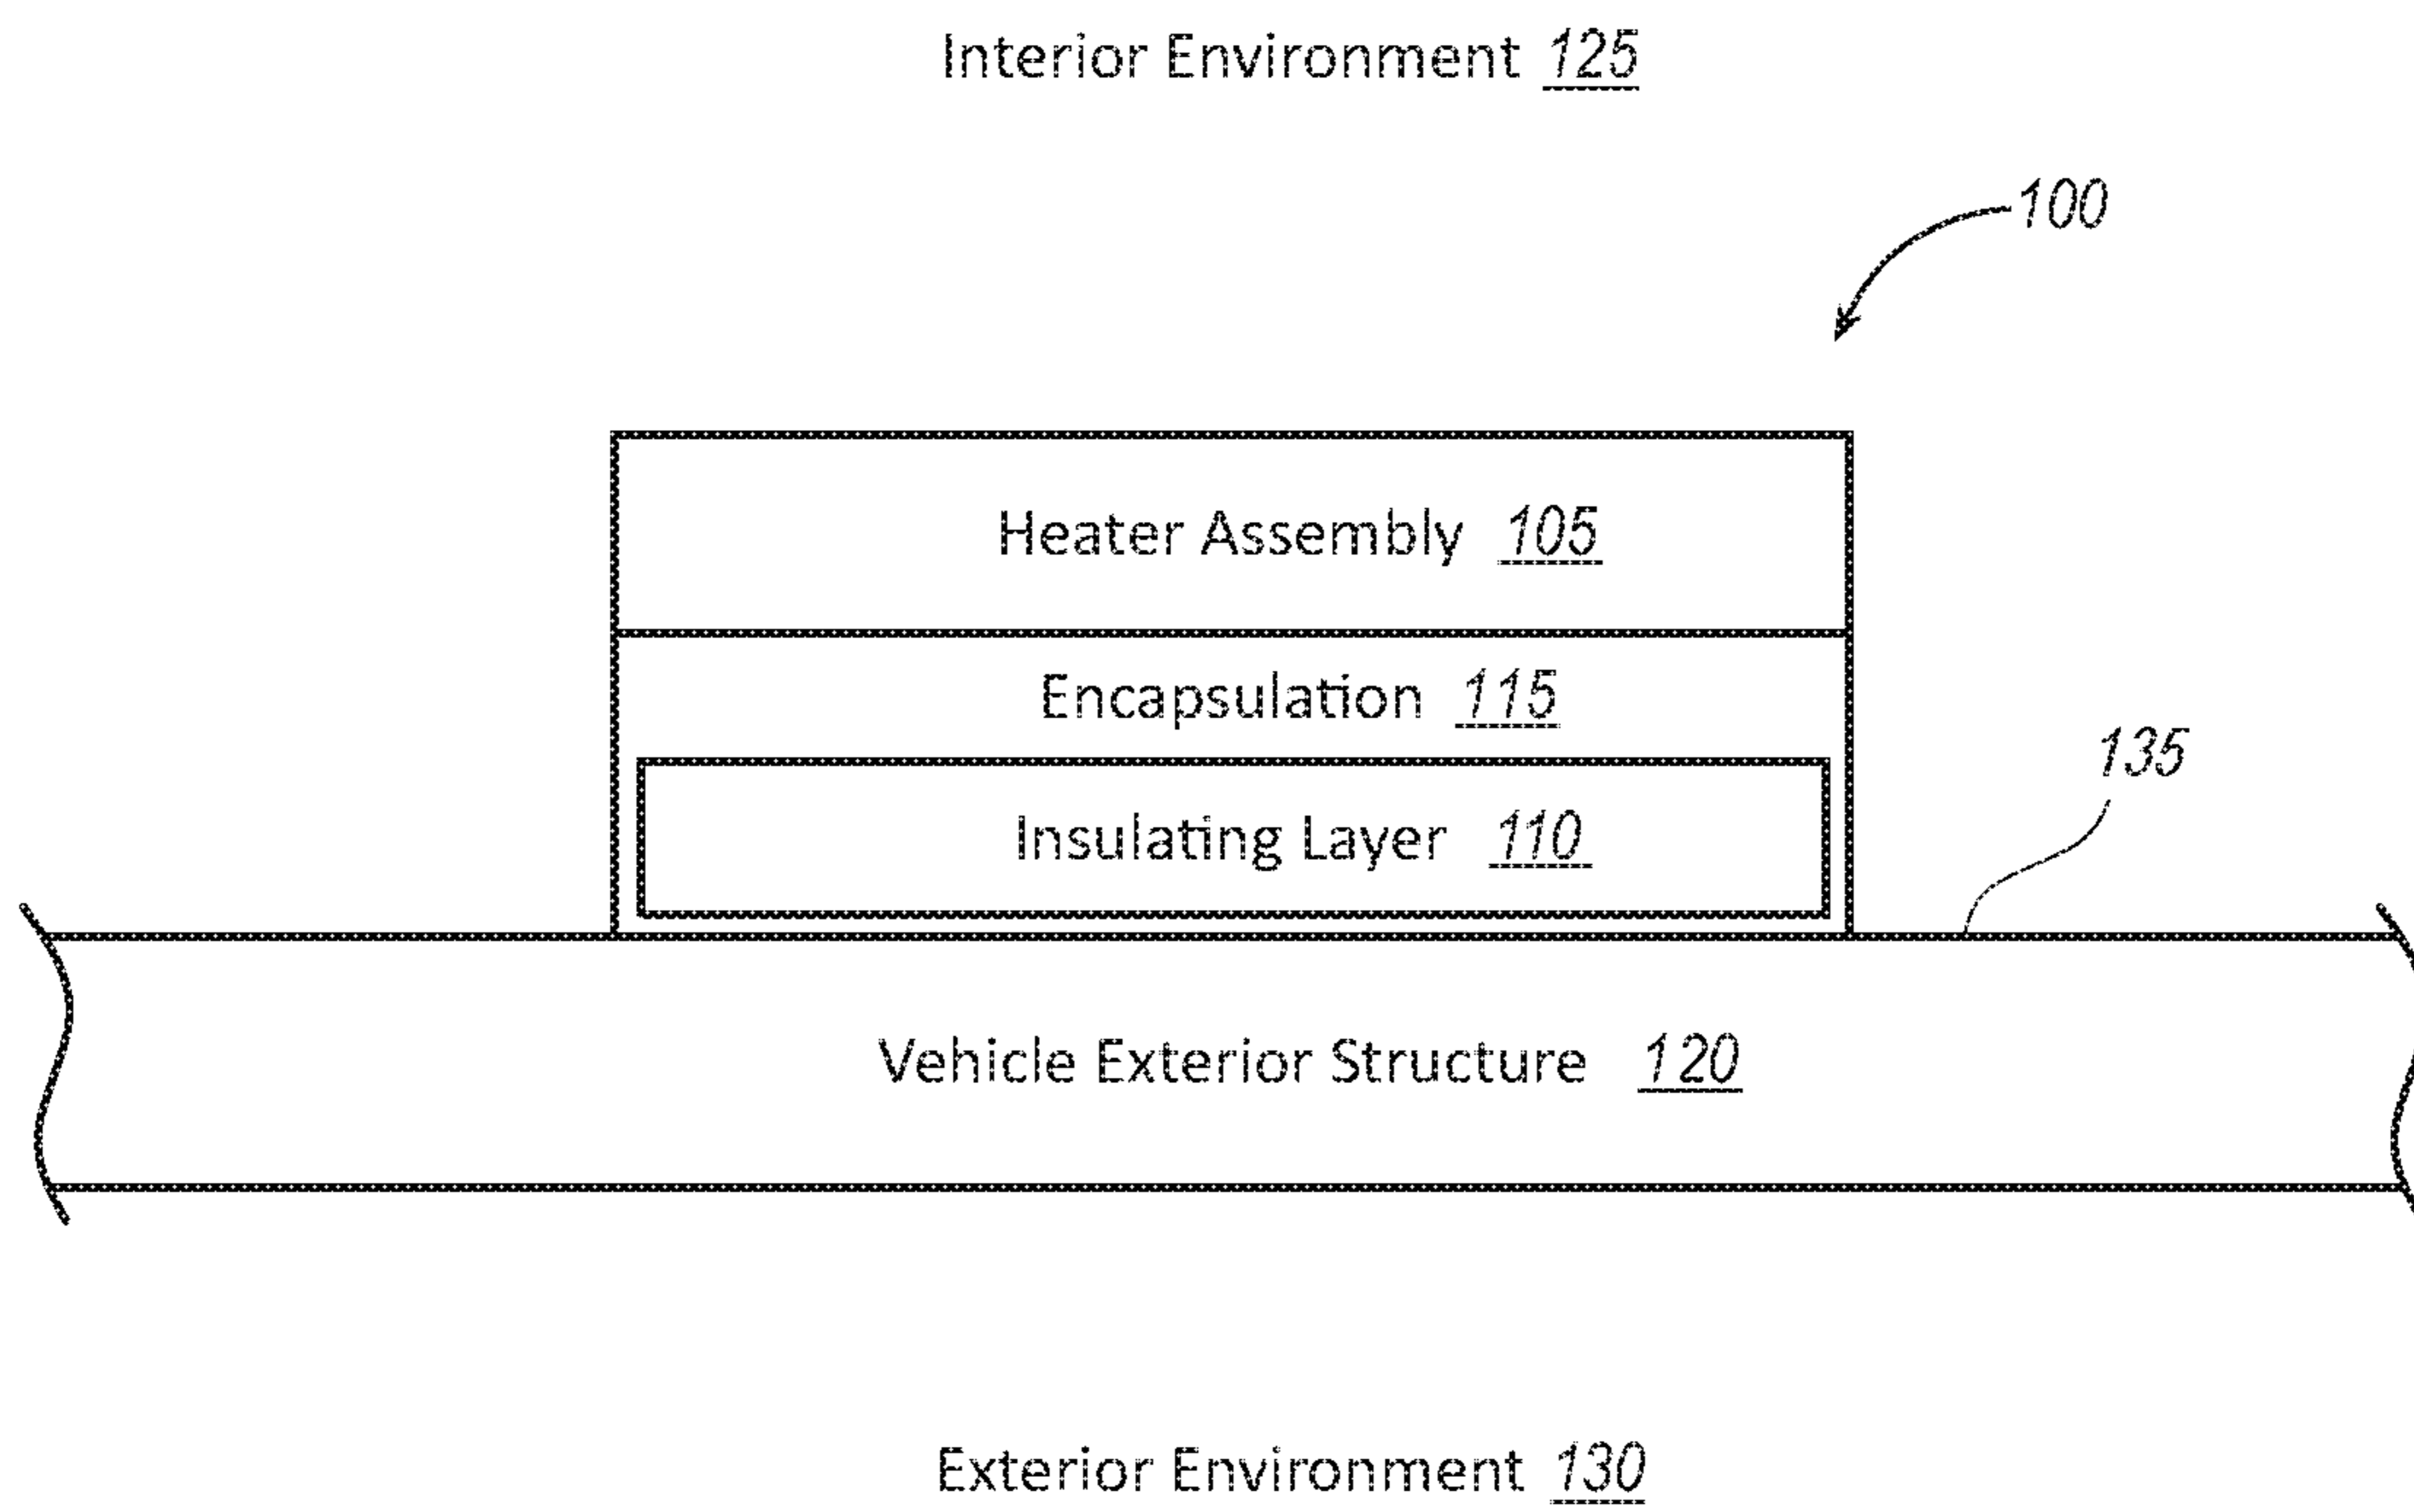 Interior Environment 125
100
Heater Assembly 105
Encapsulation 115
135
Insulating Layer 110
Vehicle Exterior Structure 120
Exterior Environment 130